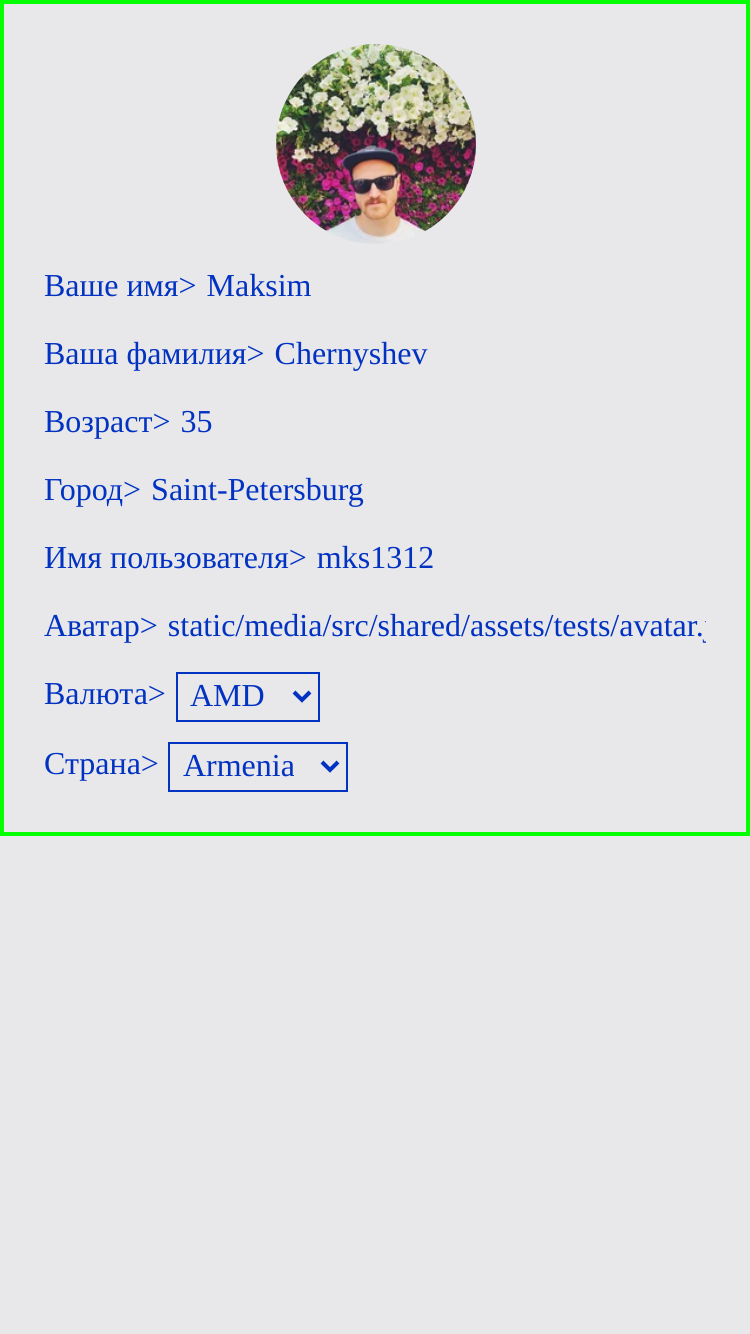 Ваше имя> Maksim
Ваша фамилия> Chernyshev
Возраст> 35
Город> Saint-Petersburg
Имя пользователя> mks1312
Аватар> static/media/src/shared/assets/tests/avatar.
Валюта> AMD
Страна> Armenia